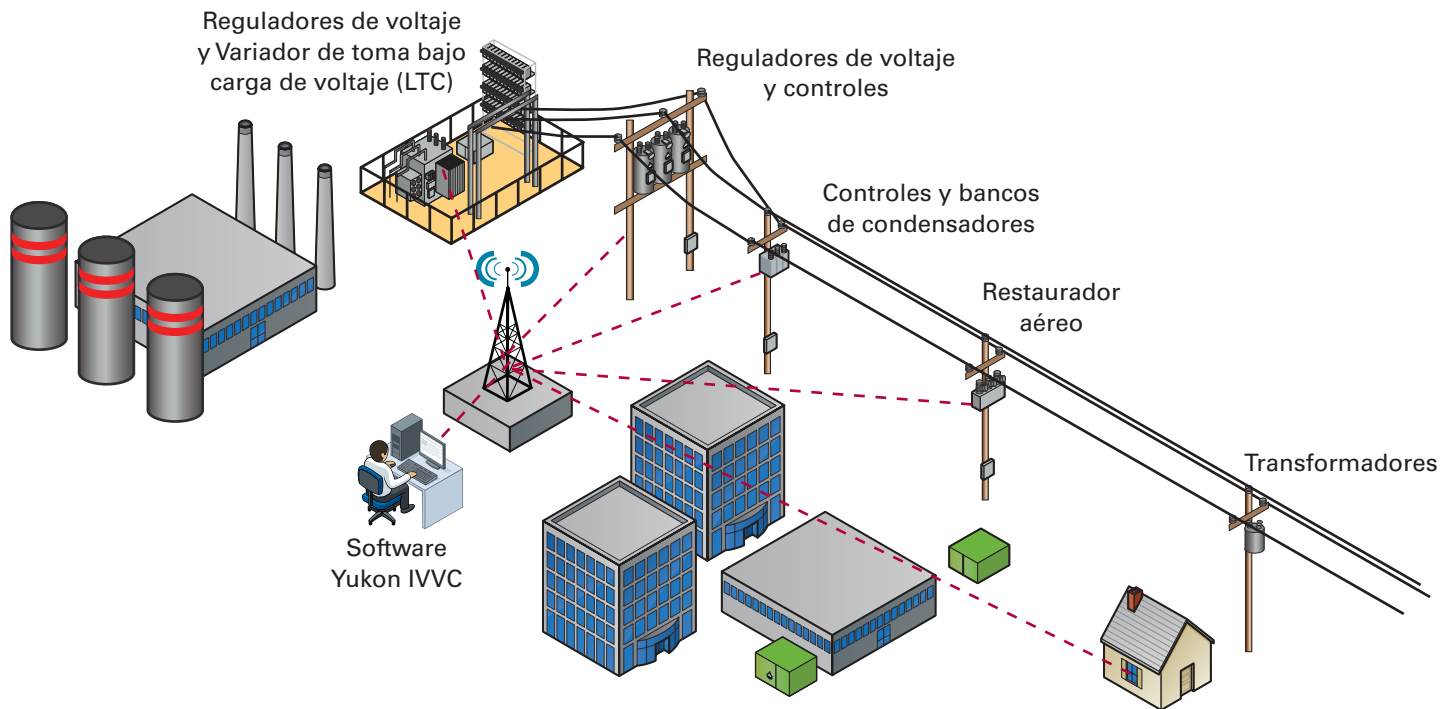 Reguladores de voltaje
y Variador de toma bajo
carga de voltaje (LTC)
Reguladores de voltaje
y controles
Controles y bancos
de condensadores
Restaurador
aéreo
Transformadores
Software
Yukon IVVC